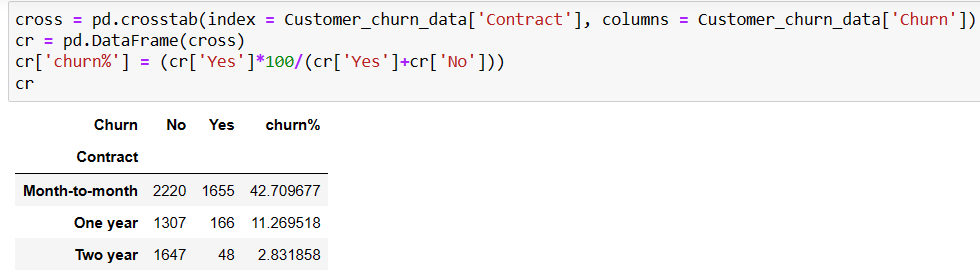 cross = pd.crosstab(index = Customer_churn_data['Contract'], columns = Customer_churn_data['Churn'])
cr = pd.DataFrame(cross)
cr['churn%'] = (cr['Yes']*100/(cr['Yes']+cr['No']))
cr
Churn No Yes churn%
Contract
Month-to-month 2220 1655 42.709677
One year 1307 166 11.269518
Two year 1647 48 2.831858